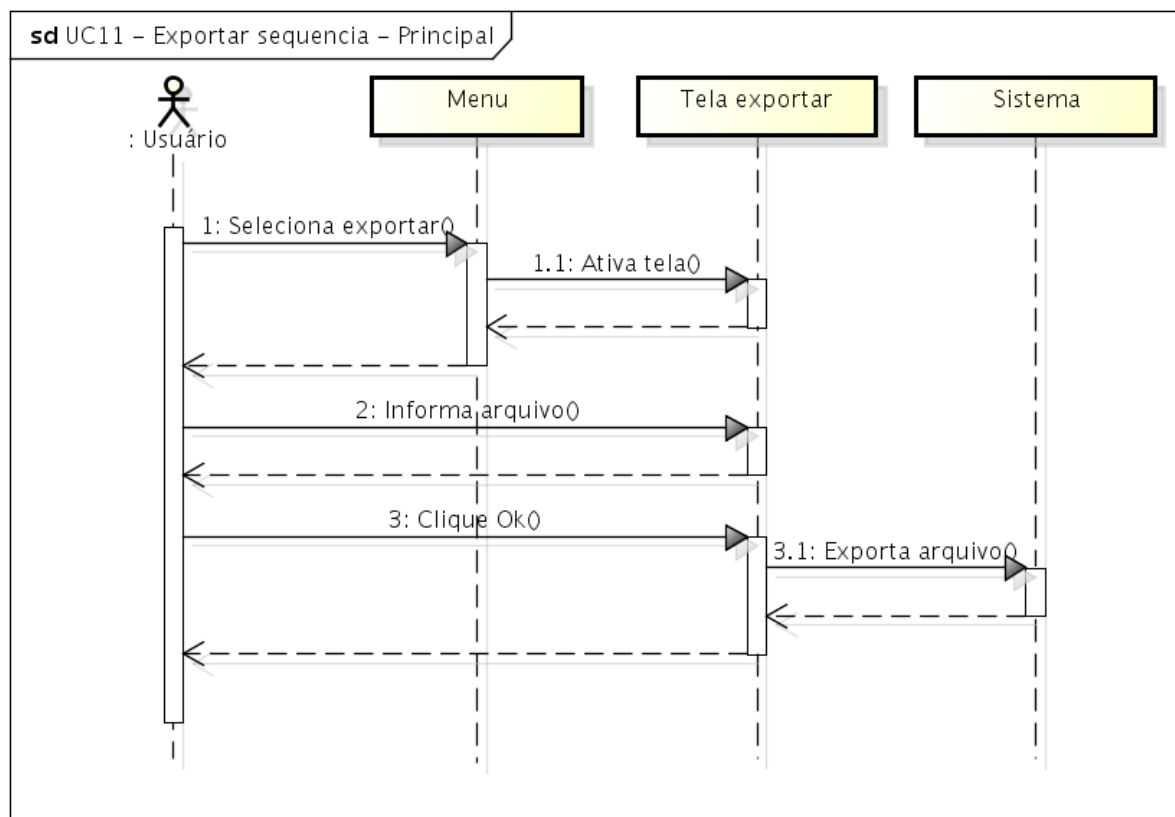 sd UC11 – Exportar sequencia – Principal
: Usuário
Menu
Tela exportar
Sistema
1: Seleciona exportar()
1.1: Ativa tela()
2: Informa arquivo()
3: Clique Ok()
3.1: Exporta arquivo()